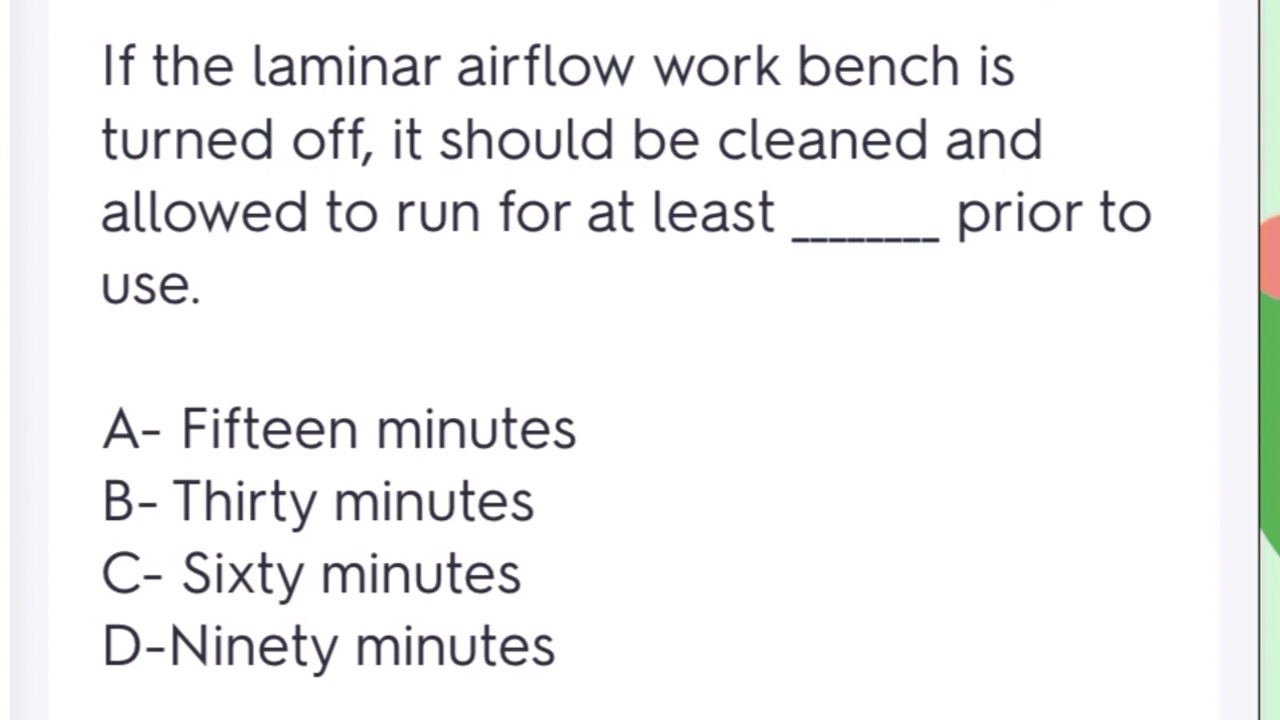 If the laminar airflow work bench is
turned off, it should be cleaned and
allowed to run for at least ________ prior to
use.
A- Fifteen minutes
B- Thirty minutes
C- Sixty minutes
D-Ninety minutes